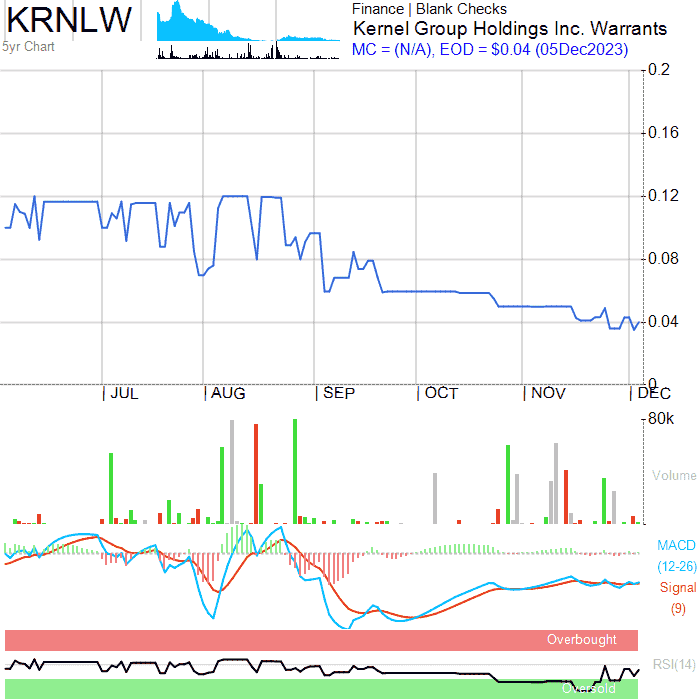 KRNLW
5yr Chart
Finance | Blank Checks
Kernel Group Holdings Inc. Warrants
MC = (N/A), EOD = $0.04 (05Dec2023)
0.2
0.16
0.12
0.08
0.04
0
JUL AUG SEP OCT NOV DEC
80k
Volume
MACD
(12-26)
Signal
(9)
Overbought
RSI(14)
Oversold